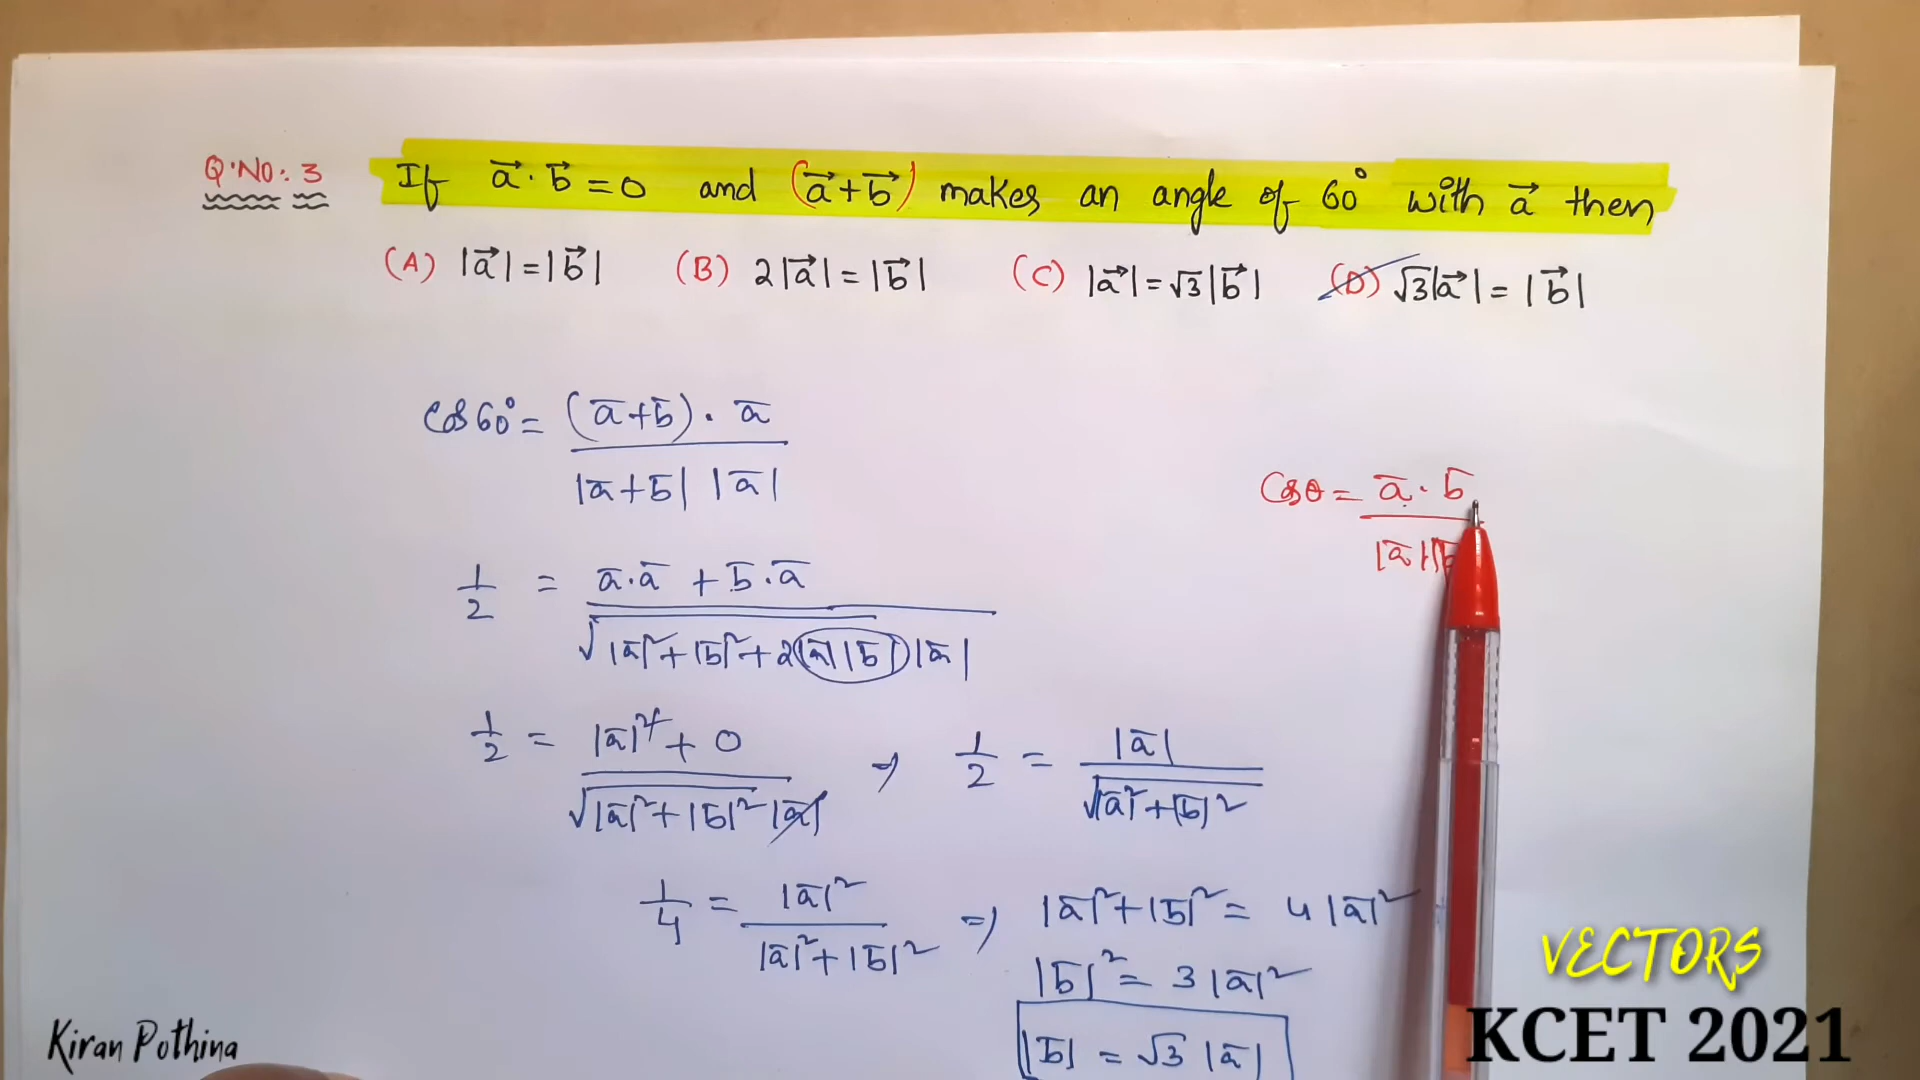 Q.NO: 3 If a⃗ · b⃗ = 0 and (a⃗ + b⃗) makes an angle of 60° with a⃗ then
(A) |a⃗| = |b⃗| (B) 2|a⃗| = |b⃗| (C) |a⃗| = √3|b⃗| (D) √3|a⃗| = |b⃗|
Cos 60° = (a̅ + b̅) · a̅ / |a̅ + b̅| |a̅|
Cosθ = a̅ · b̅ / |a̅|
1/2 = a̅·a̅ + b̅·a̅ / √|a̅|² + |b̅|² + 2|a̅||b̅| |a̅|
1/2 = |a̅|² + 0 / √|a̅|² + |b̅|² |a̅| ⇒ 1/2 = |a̅| / √|a̅|² + |b̅|²
1/4 = |a̅|² / |a̅|² + |b̅|² ⇒ |a̅|² + |b̅|² = 4|a̅|²
|b̅|² = 3|a̅|²
|b̅| = √3 |a̅|
VECTORS
KCET 2021
Kiran Pothina